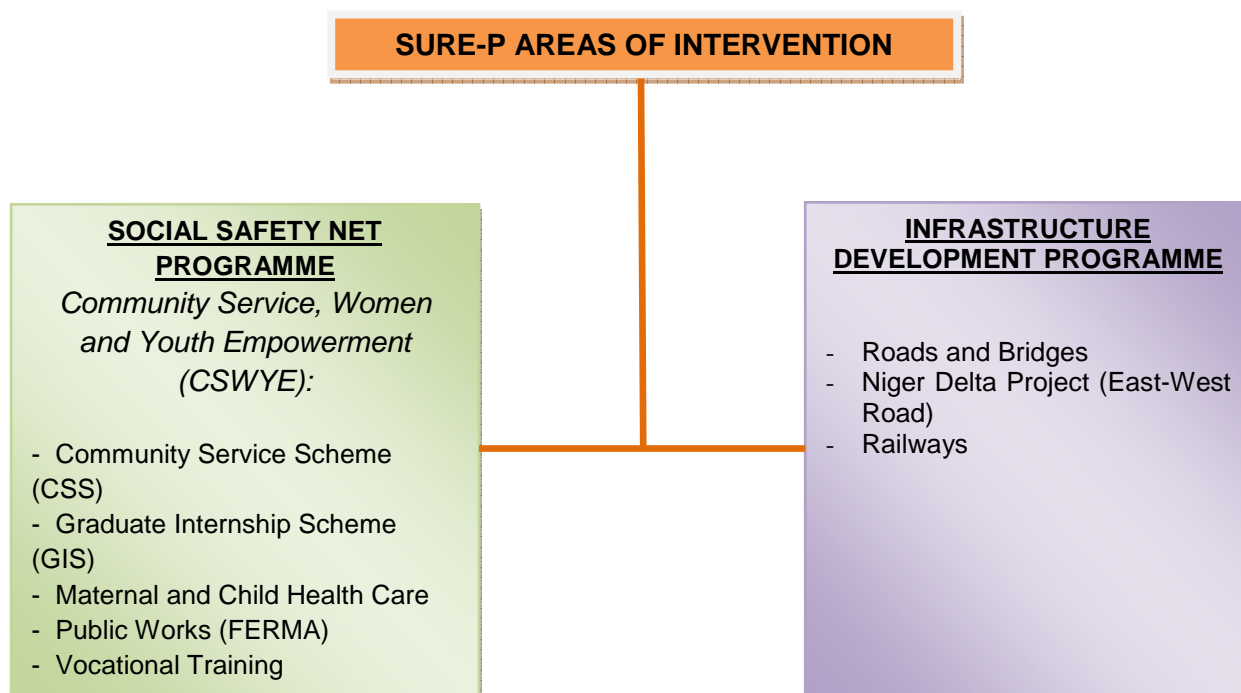 SURE-P AREAS OF INTERVENTION
SOCIAL SAFETY NET
PROGRAMME
Community Service, Women
and Youth Empowerment
(CSWYE):
- Community Service Scheme
(CSS)
- Graduate Internship Scheme
(GIS)
- Maternal and Child Health Care
- Public Works (FERMA)
- Vocational Training
INFRASTRUCTURE
DEVELOPMENT PROGRAMME
- Roads and Bridges
- Niger Delta Project (East-West
Road)
- Railways